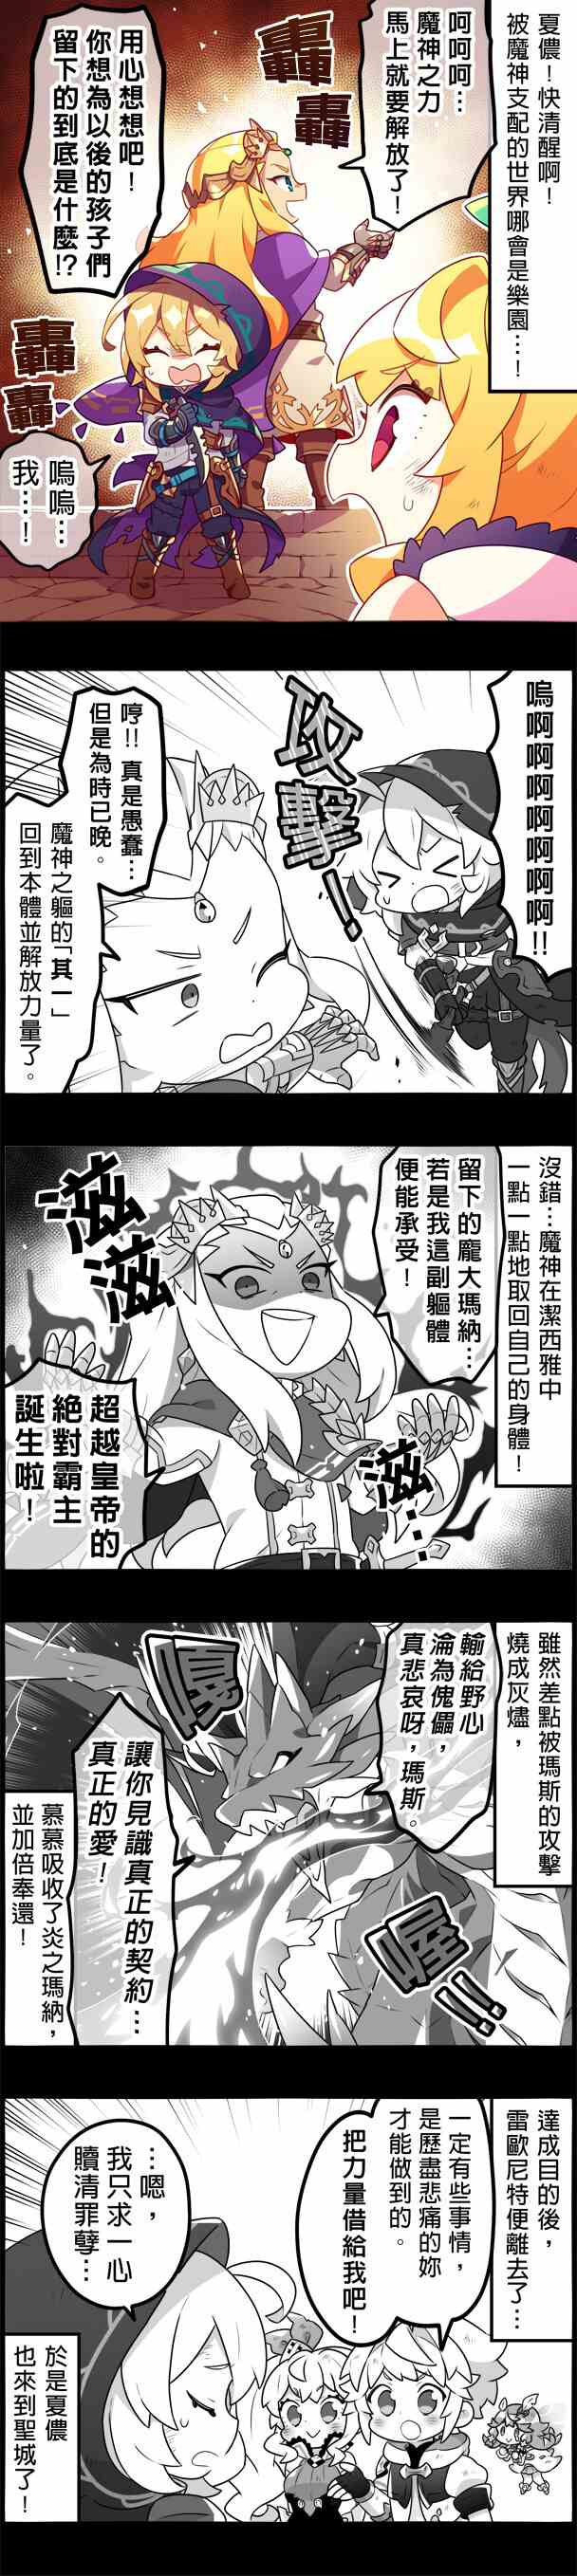 夏儂！快清醒啊！
被魔神支配的世界哪會是樂園…！
呵呵呵…
魔神之力
馬上就要解放了！
轟
轟
用心想想吧！
你想為以後的孩子們
留下的到底是什麼！？
轟
轟
嗚嗚…
我…！
嗚啊啊啊啊啊啊啊!!
攻擊！
哼!! 真是愚蠢…
但是為時已晚。
魔神之軀的「其一」
回到本體並解放力量了。
沒錯…魔神在潔西雅中
一點一點地取回自己的身體！
留下的龐大瑪納…
若是我這副軀體
便能承受！
滋
滋
滋…
超越皇帝的
絕對霸主
誕生啦！
雖然差點被瑪斯的攻擊
燒成灰燼，
輸給野心
淪為傀儡，
真悲哀呀，瑪斯。
嘎
喔!!
讓你見識真正的契約…
真正的愛！
慕慕吸收了炎之瑪納，
並加倍奉還！
達成目的後，
雷歐尼特便離去了…
一定有些事情，
是歷盡悲痛的妳
才能做到的。
把力量借給我吧！
…嗯，
我只求一心
贖清罪孽…
於是夏儂
也來到聖城了！